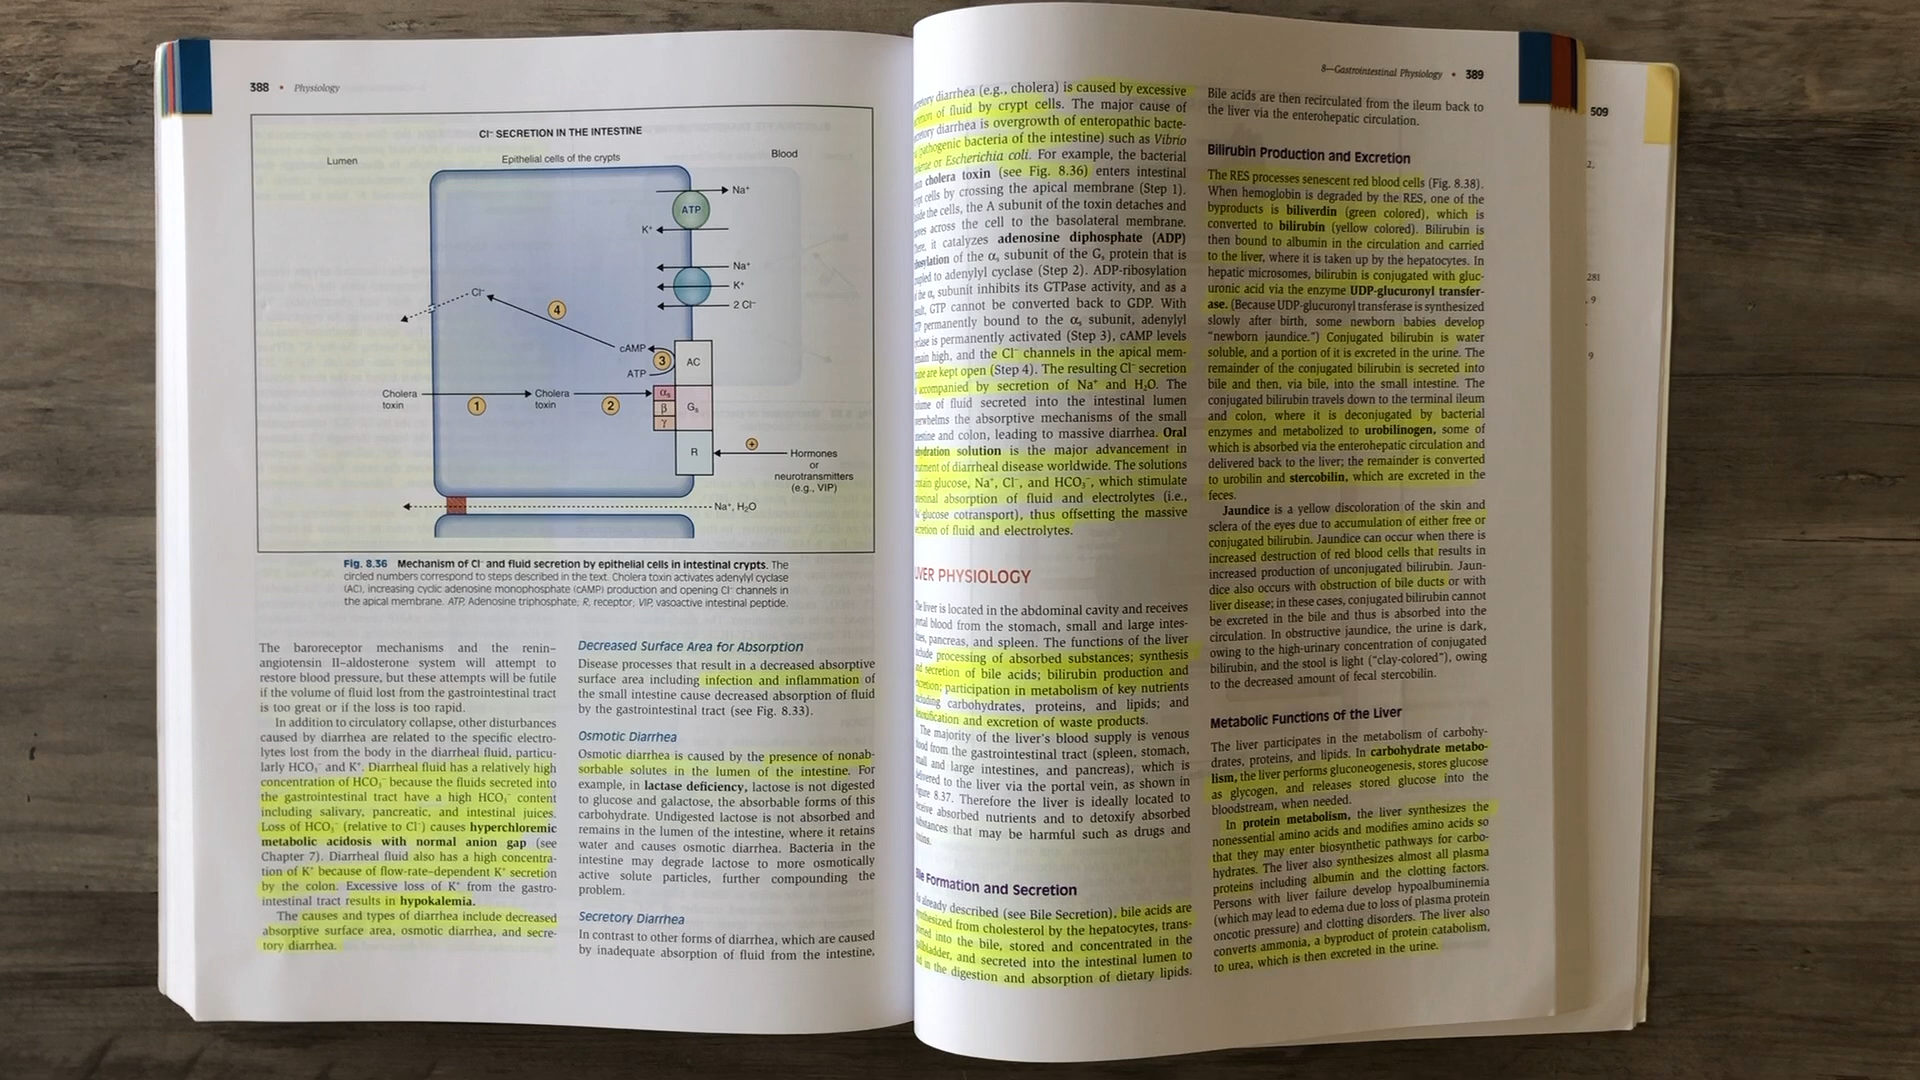 388 • Physiology
Cl⁻ SECRETION IN THE INTESTINE
Lumen
Epithelial cells of the crypts
Blood
Na⁺
ATP
K⁺
Na⁺
K⁺
2 Cl⁻
Cl⁻
4
cAMP
3
AC
ATP
Cholera
toxin
1
Cholera
toxin
2
αs
β
γ
Gs
R
+
Hormones
or
neurotransmitters
(e.g., VIP)
Na⁺, H₂O
Fig. 8.36 Mechanism of Cl⁻ and fluid secretion by epithelial cells in intestinal crypts. The
circled numbers correspond to steps described in the text. Cholera toxin activates adenylyl cyclase
(AC), increasing cyclic adenosine monophosphate (cAMP) production and opening Cl⁻ channels in
the apical membrane. ATP, Adenosine triphosphate; R, receptor; VIP, vasoactive intestinal peptide.
The baroreceptor mechanisms and the renin–
angiotensin II–aldosterone system will attempt to
restore blood pressure, but these attempts will be futile
if the volume of fluid lost from the gastrointestinal tract
is too great or if the loss is too rapid.
In addition to circulatory collapse, other disturbances
caused by diarrhea are related to the specific electro-
lytes lost from the body in the diarrheal fluid, particu-
larly HCO₃⁻ and K⁺. Diarrheal fluid has a relatively high
concentration of HCO₃⁻ because the fluids secreted into
the gastrointestinal tract have a high HCO₃⁻ content
including salivary, pancreatic, and intestinal juices.
Loss of HCO₃⁻ (relative to Cl⁻) causes hyperchloremic
metabolic acidosis with normal anion gap (see
Chapter 7). Diarrheal fluid also has a high concentra-
tion of K⁺ because of flow-rate–dependent K⁺ secretion
by the colon. Excessive loss of K⁺ from the gastro-
intestinal tract results in hypokalemia.
The causes and types of diarrhea include decreased
absorptive surface area, osmotic diarrhea, and secre-
tory diarrhea.
Decreased Surface Area for Absorption
Disease processes that result in a decreased absorptive
surface area including infection and inflammation of
the small intestine cause decreased absorption of fluid
by the gastrointestinal tract (see Fig. 8.33).
Osmotic Diarrhea
Osmotic diarrhea is caused by the presence of nonab-
sorbable solutes in the lumen of the intestine. For
example, in lactase deficiency, lactose is not digested
to glucose and galactose, the absorbable forms of this
carbohydrate. Undigested lactose is not absorbed and
remains in the lumen of the intestine, where it retains
water and causes osmotic diarrhea. Bacteria in the
intestine may degrade lactose to more osmotically
active solute particles, further compounding the
problem.
Secretory Diarrhea
In contrast to other forms of diarrhea, which are caused
by inadequate absorption of fluid from the intestine,
8—Gastrointestinal Physiology • 389
diarrhea (e.g., cholera) is caused by excessive
of fluid by crypt cells. The major cause of
diarrhea is overgrowth of enteropathic bacte-
pathogenic bacteria of the intestine) such as Vibrio
or Escherichia coli. For example, the bacterial
cholera toxin (see Fig. 8.36) enters intestinal
cells by crossing the apical membrane (Step 1).
the cells, the A subunit of the toxin detaches and
across the cell to the basolateral membrane.
it catalyzes adenosine diphosphate (ADP)
of the αs subunit of the Gs protein that is
to adenylyl cyclase (Step 2). ADP-ribosylation
the αs subunit inhibits its GTPase activity, and as a
GTP cannot be converted back to GDP. With
permanently bound to the αs subunit, adenylyl
is permanently activated (Step 3), cAMP levels
high, and the Cl⁻ channels in the apical mem-
are kept open (Step 4). The resulting Cl⁻ secretion
accompanied by secretion of Na⁺ and H₂O. The
of fluid secreted into the intestinal lumen
the absorptive mechanisms of the small
and colon, leading to massive diarrhea. Oral
solution is the major advancement in
of diarrheal disease worldwide. The solutions
glucose, Na⁺, Cl⁻, and HCO₃⁻, which stimulate
absorption of fluid and electrolytes (i.e.,
glucose cotransport), thus offsetting the massive
of fluid and electrolytes.
LIVER PHYSIOLOGY
The liver is located in the abdominal cavity and receives
blood from the stomach, small and large intes-
pancreas, and spleen. The functions of the liver
processing of absorbed substances; synthesis
and secretion of bile acids; bilirubin production and
participation in metabolism of key nutrients
including carbohydrates, proteins, and lipids; and
detoxification and excretion of waste products.
The majority of the liver's blood supply is venous
blood from the gastrointestinal tract (spleen, stomach,
small and large intestines, and pancreas), which is
delivered to the liver via the portal vein, as shown in
Figure 8.37. Therefore the liver is ideally located to
receive absorbed nutrients and to detoxify absorbed
substances that may be harmful such as drugs and
Bile Formation and Secretion
As already described (see Bile Secretion), bile acids are
synthesized from cholesterol by the hepatocytes, trans-
into the bile, stored and concentrated in the
gallbladder, and secreted into the intestinal lumen to
in the digestion and absorption of dietary lipids.
Bile acids are then recirculated from the ileum back to
the liver via the enterohepatic circulation.
Bilirubin Production and Excretion
The RES processes senescent red blood cells (Fig. 8.38).
When hemoglobin is degraded by the RES, one of the
byproducts is biliverdin (green colored), which is
converted to bilirubin (yellow colored). Bilirubin is
then bound to albumin in the circulation and carried
to the liver, where it is taken up by the hepatocytes. In
hepatic microsomes, bilirubin is conjugated with gluc-
uronic acid via the enzyme UDP-glucuronyl transfer-
ase. (Because UDP-glucuronyl transferase is synthesized
slowly after birth, some newborn babies develop
“newborn jaundice.”) Conjugated bilirubin is water
soluble, and a portion of it is excreted in the urine. The
remainder of the conjugated bilirubin is secreted into
bile and then, via bile, into the small intestine. The
conjugated bilirubin travels down to the terminal ileum
and colon, where it is deconjugated by bacterial
enzymes and metabolized to urobilinogen, some of
which is absorbed via the enterohepatic circulation and
delivered back to the liver; the remainder is converted
to urobilin and stercobilin, which are excreted in the
feces.
Jaundice is a yellow discoloration of the skin and
sclera of the eyes due to accumulation of either free or
conjugated bilirubin. Jaundice can occur when there is
increased destruction of red blood cells that results in
increased production of unconjugated bilirubin. Jaun-
dice also occurs with obstruction of bile ducts or with
liver disease; in these cases, conjugated bilirubin cannot
be excreted in the bile and thus is absorbed into the
circulation. In obstructive jaundice, the urine is dark,
owing to the high-urinary concentration of conjugated
bilirubin, and the stool is light (“clay-colored”), owing
to the decreased amount of fecal stercobilin.
Metabolic Functions of the Liver
The liver participates in the metabolism of carbohy-
drates, proteins, and lipids. In carbohydrate metabo-
lism, the liver performs gluconeogenesis, stores glucose
as glycogen, and releases stored glucose into the
bloodstream, when needed.
In protein metabolism, the liver synthesizes the
nonessential amino acids and modifies amino acids so
that they may enter biosynthetic pathways for carbo-
hydrates. The liver also synthesizes almost all plasma
proteins including albumin and the clotting factors.
Persons with liver failure develop hypoalbuminemia
(which may lead to edema due to loss of plasma protein
oncotic pressure) and clotting disorders. The liver also
converts ammonia, a byproduct of protein catabolism,
to urea, which is then excreted in the urine.
509
2,
281
, 9
9